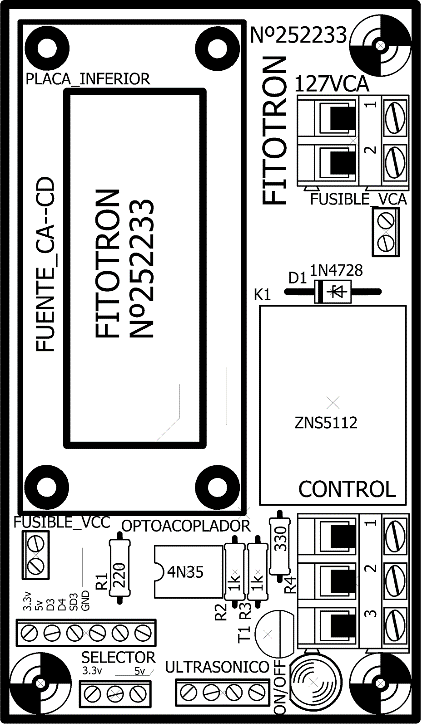 Nº252233
PLACA_INFERIOR
127VCA
FITOTRON
1
2
FUSIBLE_VCA
FUENTE_CA--CD
FITOTRON
Nº252233
D1
1N4728
K1
ZNS5112
CONTROL
FUSIBLE_VCC
OPTOACOPLADOR
1
2
3
R1
220
4N35
R2
1k
R3
1k
330
R4
3.3v
5v
D3
D4
SD3
GND
T1
SELECTOR
3.3v
5v
ULTRASONICO
ON/OFF